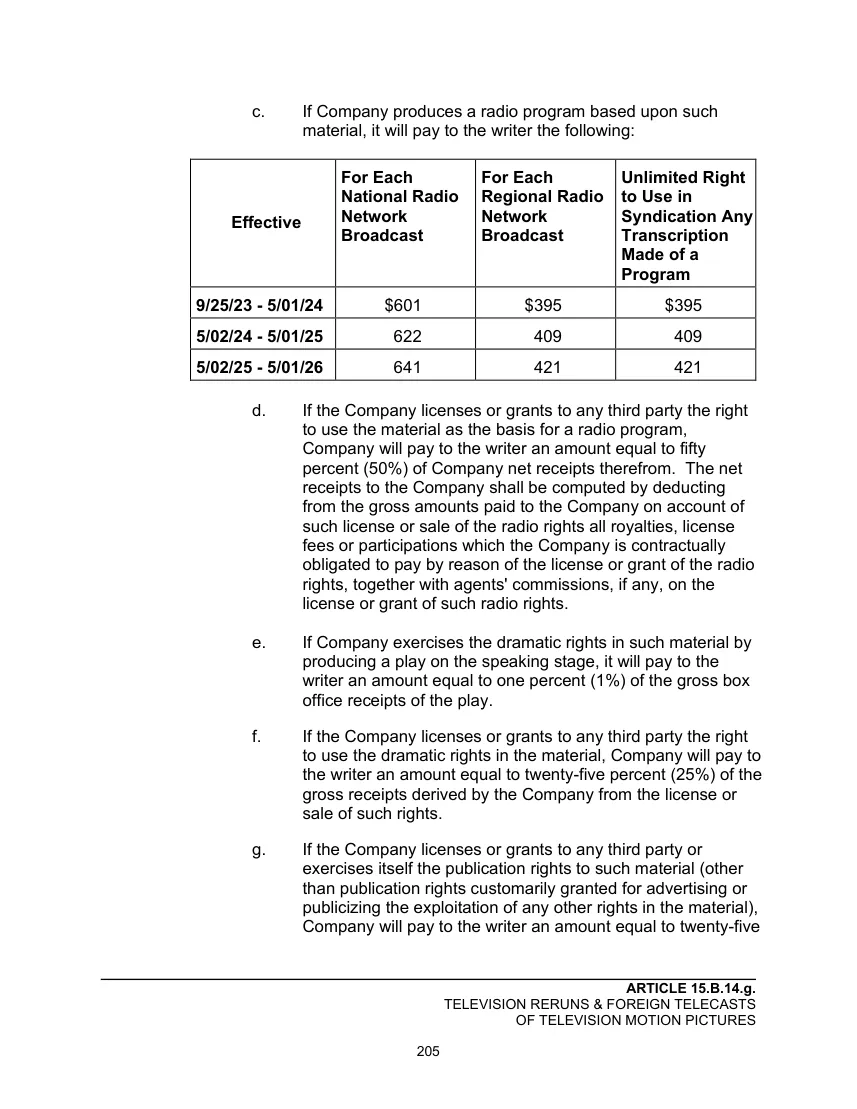 c. If Company produces a radio program based upon such
material, it will pay to the writer the following:
Effective
For Each
National Radio
Network
Broadcast
For Each
Regional Radio
Network
Broadcast
Unlimited Right
to Use in
Syndication Any
Transcription
Made of a
Program
9/25/23 - 5/01/24 $601 $395 $395
5/02/24 - 5/01/25 622 409 409
5/02/25 - 5/01/26 641 421 421
d. If the Company licenses or grants to any third party the right
to use the material as the basis for a radio program,
Company will pay to the writer an amount equal to fifty
percent (50%) of Company net receipts therefrom.  The net
receipts to the Company shall be computed by deducting
from the gross amounts paid to the Company on account of
such license or sale of the radio rights all royalties, license
fees or participations which the Company is contractually
obligated to pay by reason of the license or grant of the radio
rights, together with agents' commissions, if any, on the
license or grant of such radio rights.
e. If Company exercises the dramatic rights in such material by
producing a play on the speaking stage, it will pay to the
writer an amount equal to one percent (1%) of the gross box
office receipts of the play.
f. If the Company licenses or grants to any third party the right
to use the dramatic rights in the material, Company will pay to
the writer an amount equal to twenty-five percent (25%) of the
gross receipts derived by the Company from the license or
sale of such rights.
g. If the Company licenses or grants to any third party or
exercises itself the publication rights to such material (other
than publication rights customarily granted for advertising or
publicizing the exploitation of any other rights in the material),
Company will pay to the writer an amount equal to twenty-five
ARTICLE 15.B.14.g.
TELEVISION RERUNS & FOREIGN TELECASTS
OF TELEVISION MOTION PICTURES
205